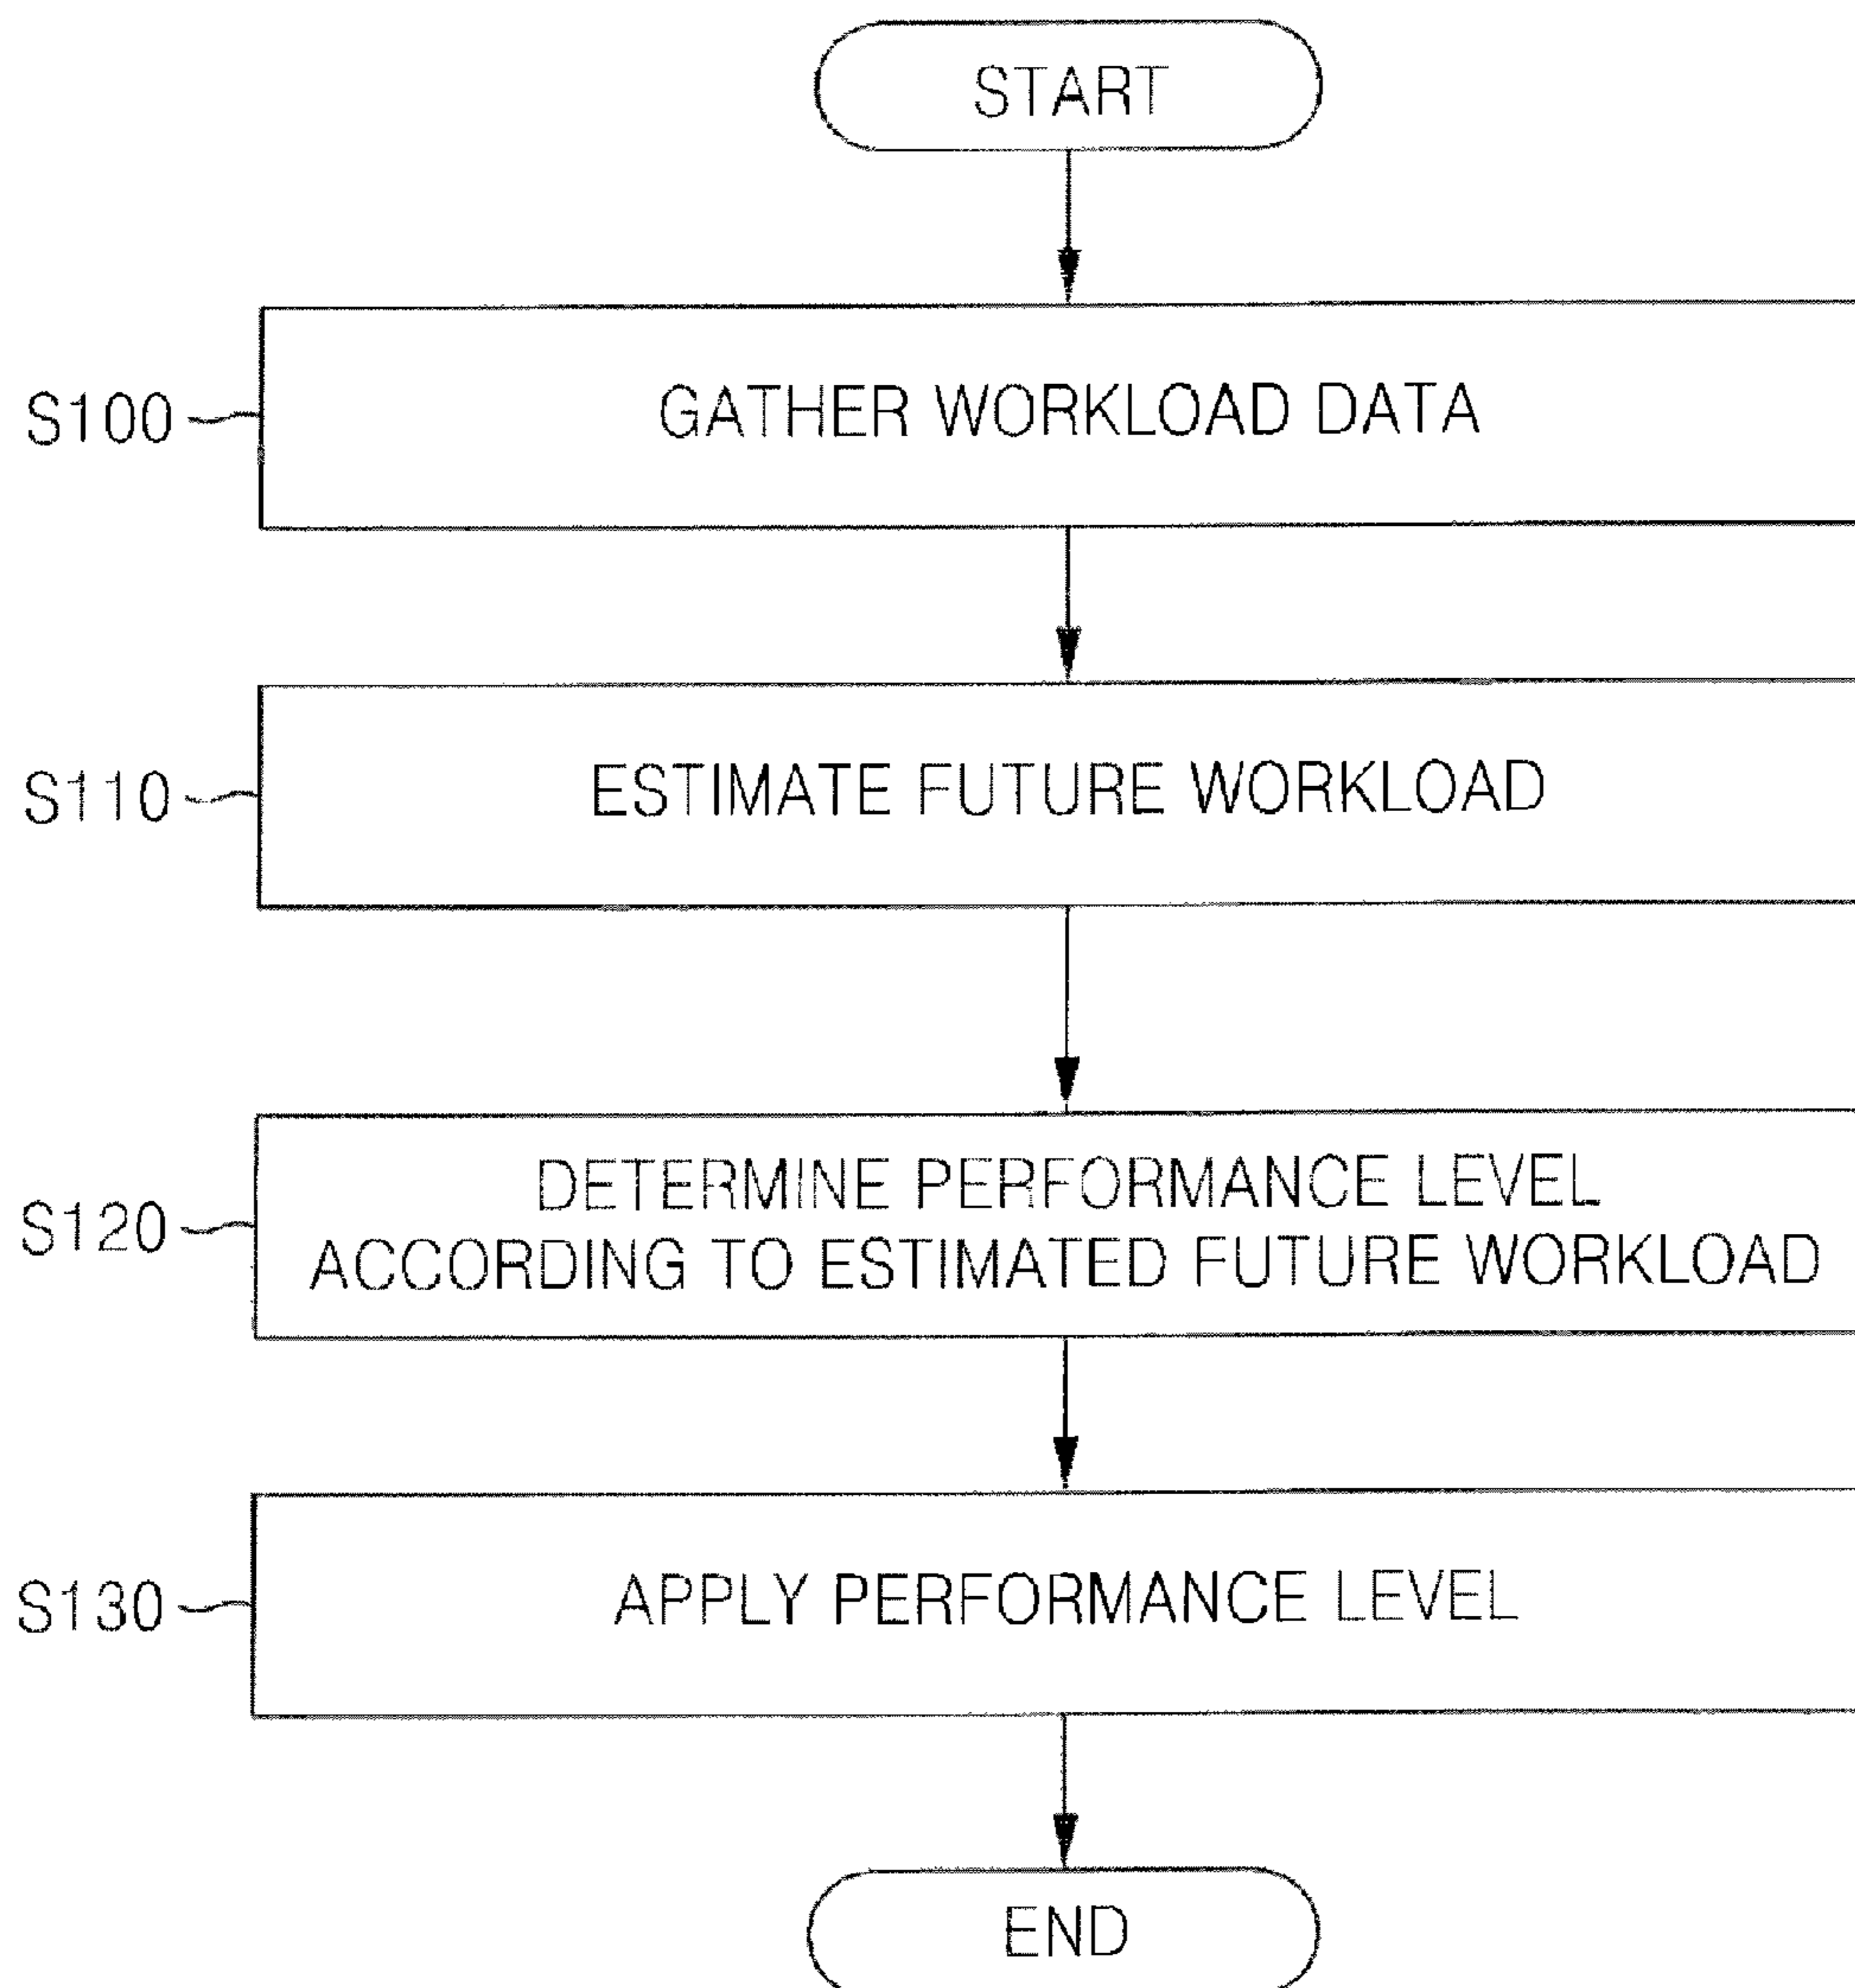 START
S100 GATHER WORKLOAD DATA
S110 ESTIMATE FUTURE WORKLOAD
DETERMINE PERFORMANCE LEVEL
S120
ACCORDING TO ESTIMATED FUTURE WORKLOAD
S130 APPLY PERFORMANCE LEVEL
END